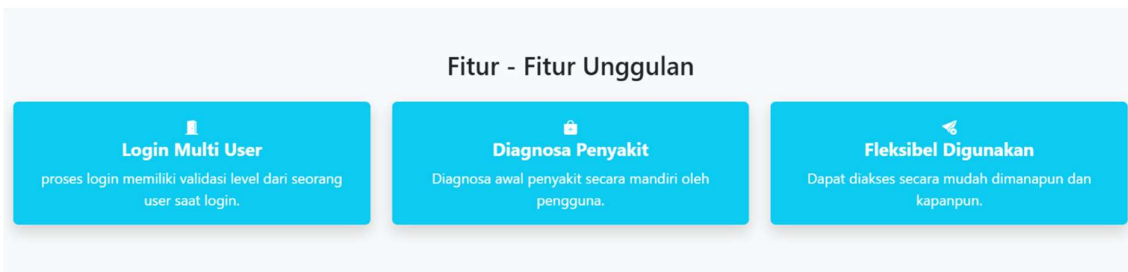 Fitur - Fitur Unggulan
Login Multi User
proses login memiliki validasi level dari seorang
user saat login.
Diagnosa Penyakit
Diagnosa awal penyakit secara mandiri oleh
pengguna.
Fleksibel Digunakan
Dapat diakses secara mudah dimanapun dan
kapanpun.